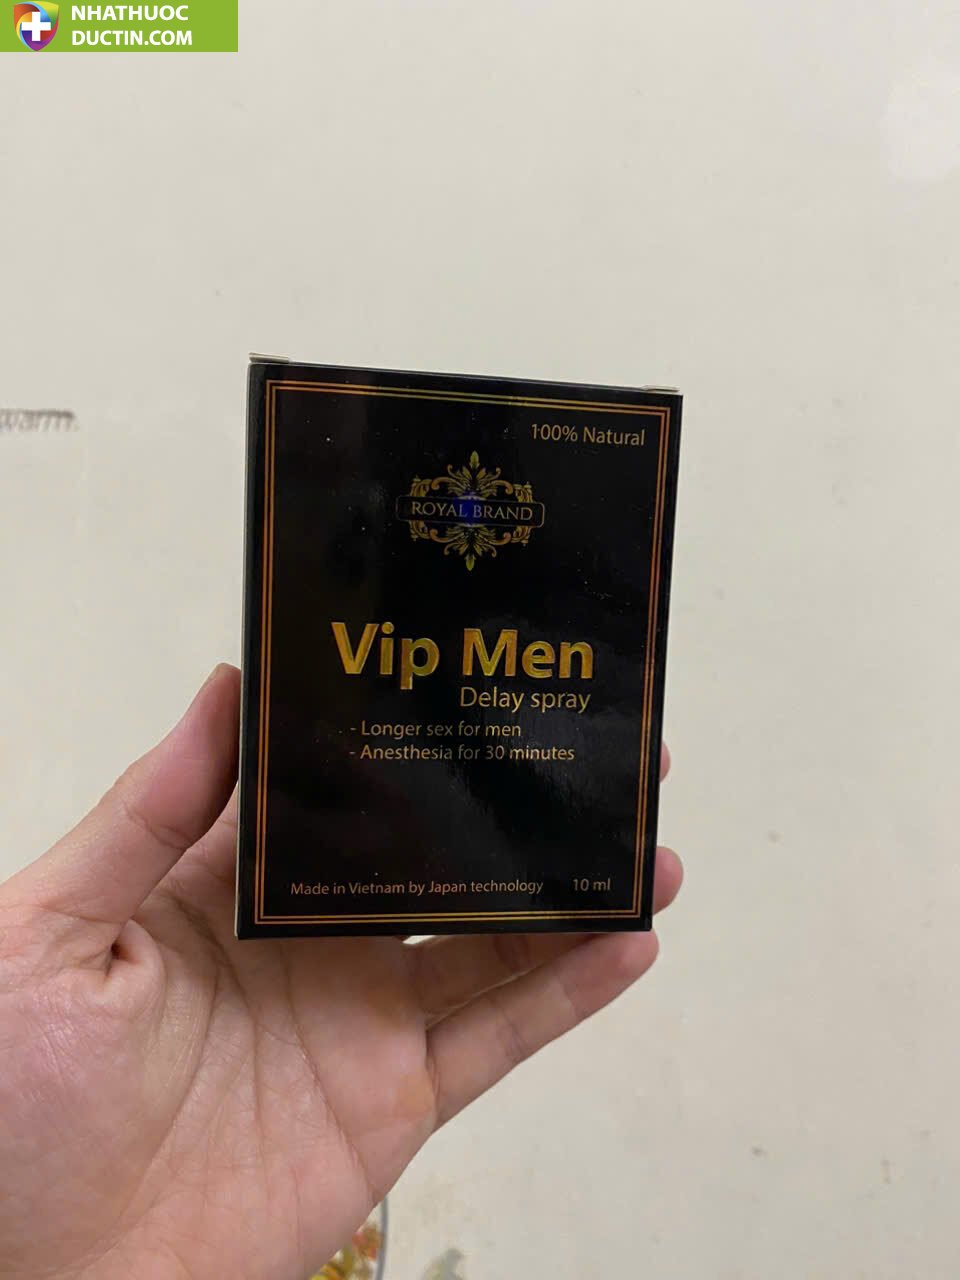 NHATHUOC
DUCTIN.COM
warm.
100% Natural
ROYAL BRAND
Vip Men
Delay spray
- Longer sex for men
- Anesthesia for 30 minutes
Made in Vietnam by Japan technology 10 ml